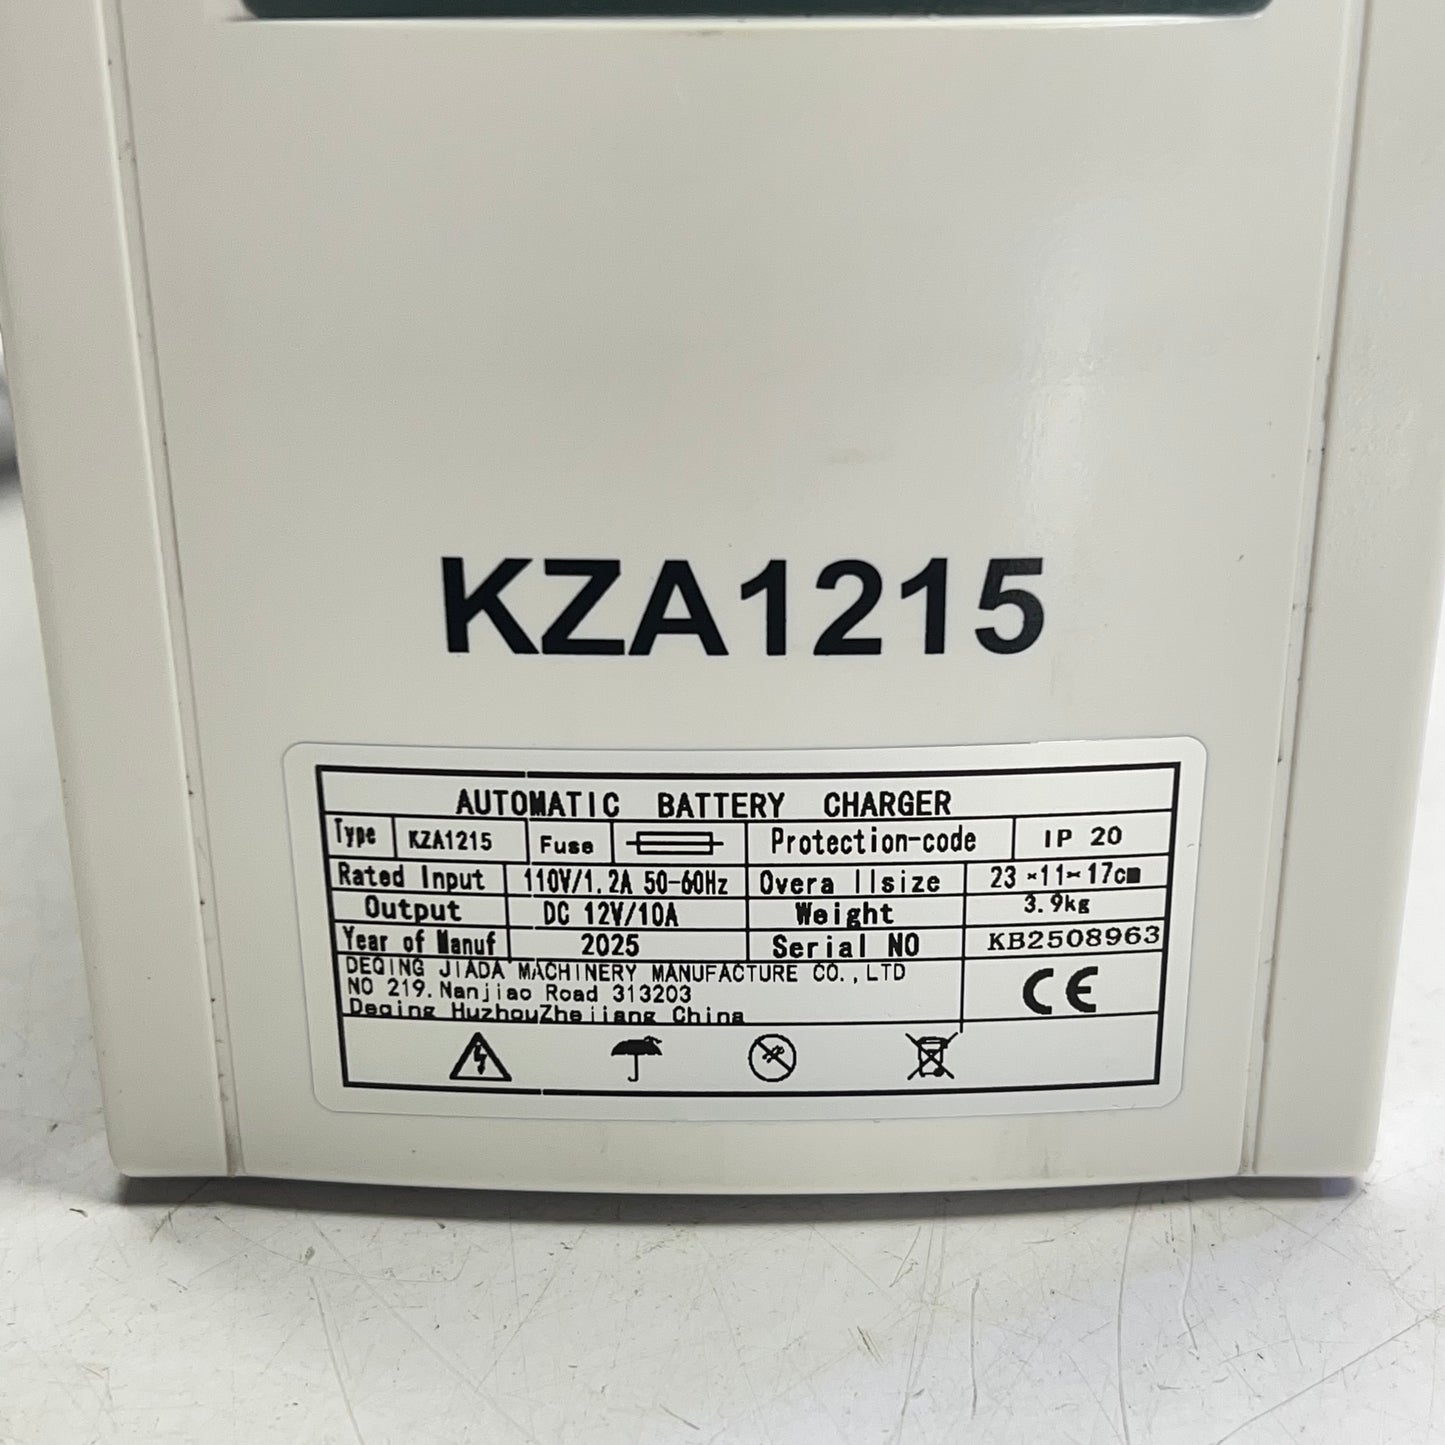 KZA1215
AUTOMATIC BATTERY CHARGER
Type KZA1215 Fuse Protection-code IP 20
Rated Input 110V/1.2A 50-60Hz Overa llsize 23 ×11×17cm
Output DC 12V/10A Weight 3.9kg
Year of Manuf 2025 Serial NO KB2508963
DEQING JIADA MACHINERY MANUFACTURE CO.,LTD
NO 219.Nanjiao Road 313203
Deqing HuzhouZhejiang China
CE